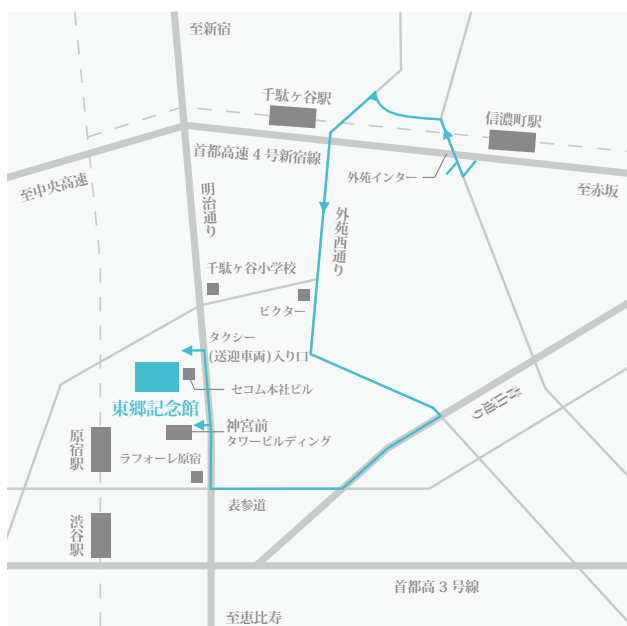 至新宿
千駄ヶ谷駅
信濃町駅
首都高速4号新宿線
外苑インター
至中央高速
至赤坂
明治通り
外苑西通り
千駄ヶ谷小学校
ビクター
タクシー
(送迎車両)入り口
セコム本社ビル
東郷記念館
青山通り
神宮前
タワービルディング
原宿駅
ラフォーレ原宿
表参道
渋谷駅
首都高3号線
至恵比寿